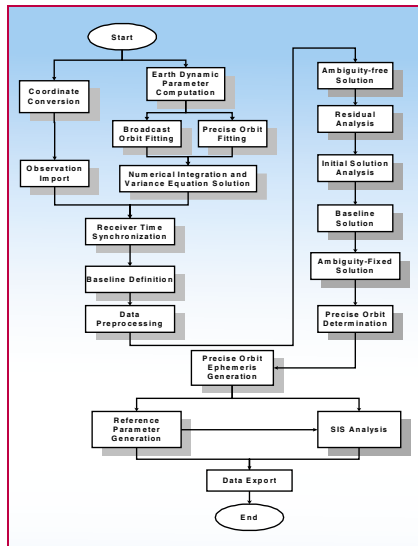 Start
Coordinate
Conversion
Earth Dynamic
Parameter
Computation
Broadcast
Orbit Fitting
Precise Orbit
Fitting
Observation
Import
Numerical Integration and
Variance Equation Solution
Receiver Time
Synchronization
Baseline Definition
Data
Preprocessing
Ambiguity-free
Solution
Residual
Analysis
Initial Solution
Analysis
Baseline
Solution
Ambiguity-Fixed
Solution
Precise Orbit
Determination
Precise Orbit
Ephemeris
Generation
Reference
Parameter
Generation
SIS Analysis
Data Export
End